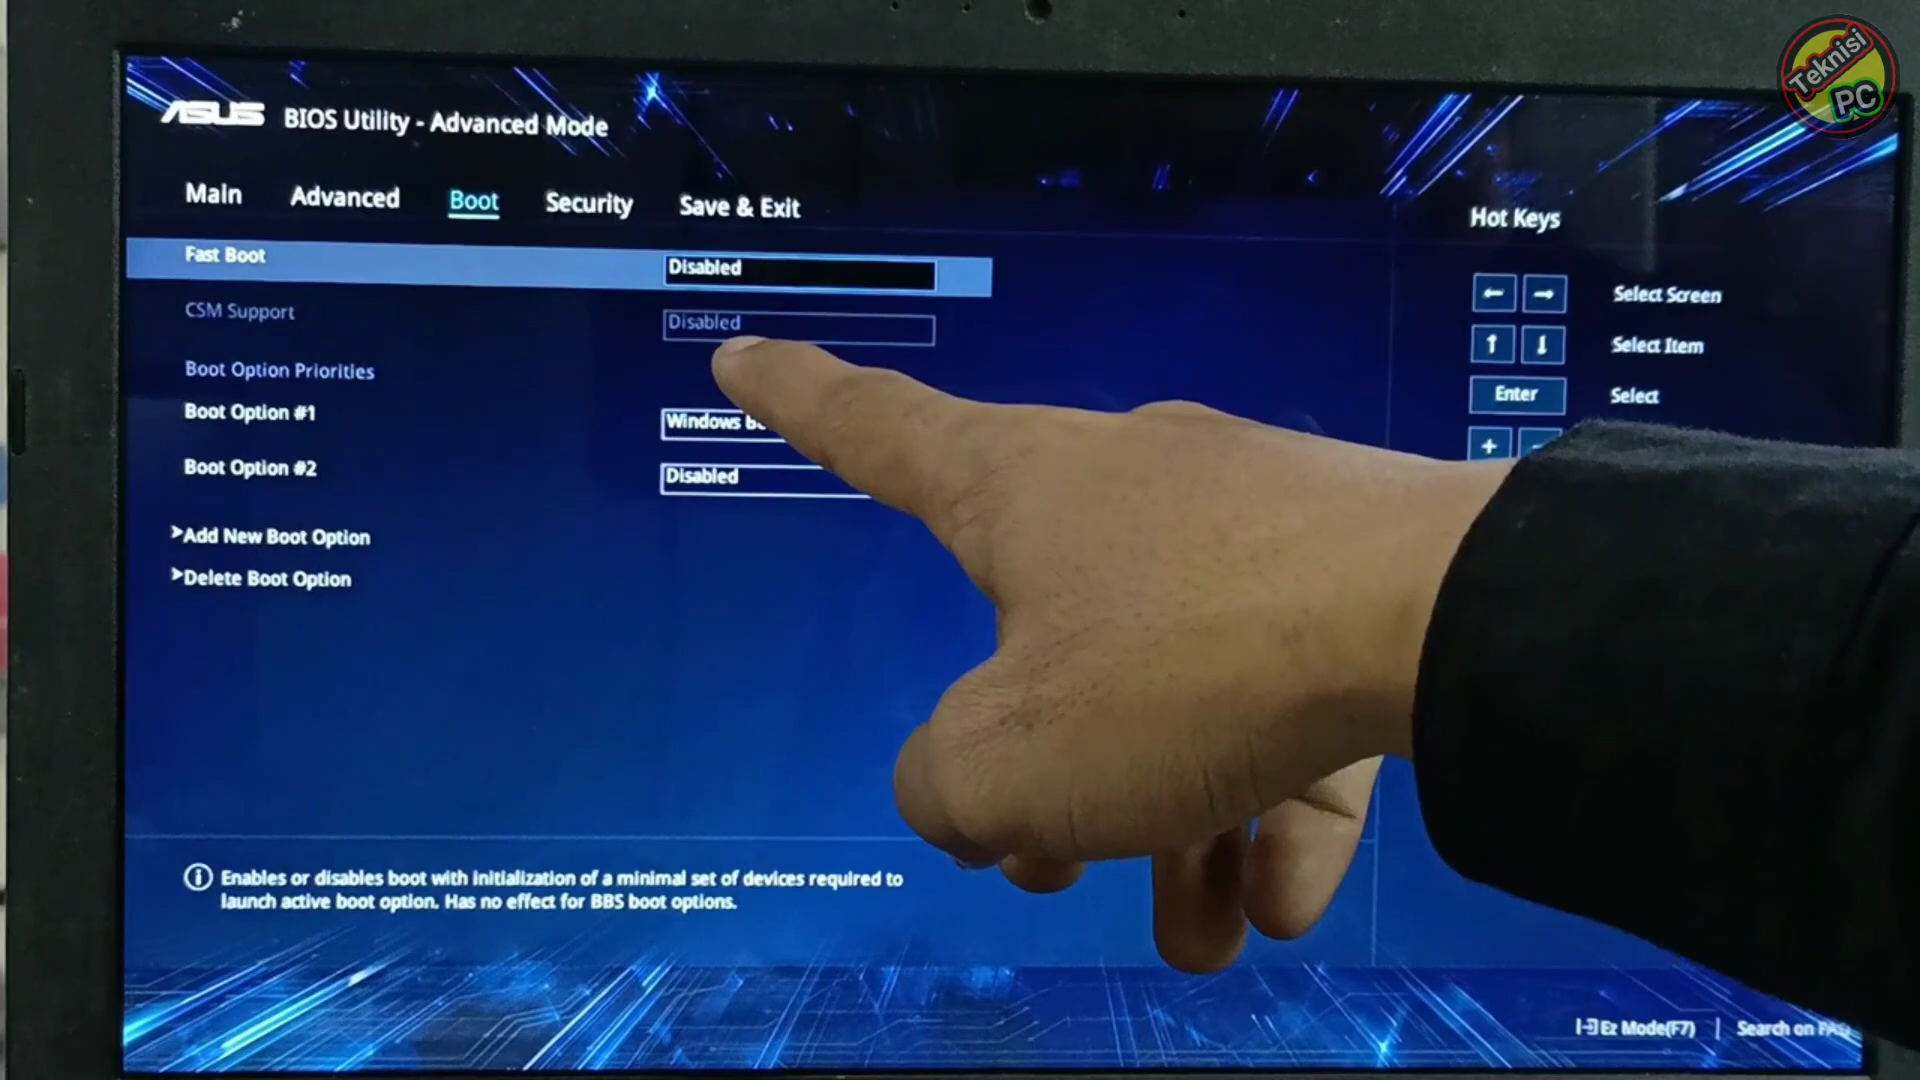 Teknisi
PC
ASUS BIOS Utility - Advanced Mode
Main Advanced Boot Security Save & Exit
Hot Keys
Fast Boot Disabled
CSM Support Disabled
Boot Option Priorities
Boot Option #1 Windows
Boot Option #2 Disabled
>Add New Boot Option
>Delete Boot Option
← → Select Screen
↑ ↓ Select Item
Enter Select
+
Enables or disables boot with initialization of a minimal set of devices required to
launch active boot option. Has no effect for BBS boot options.
Ez Mode(F7) | Search on FAQ